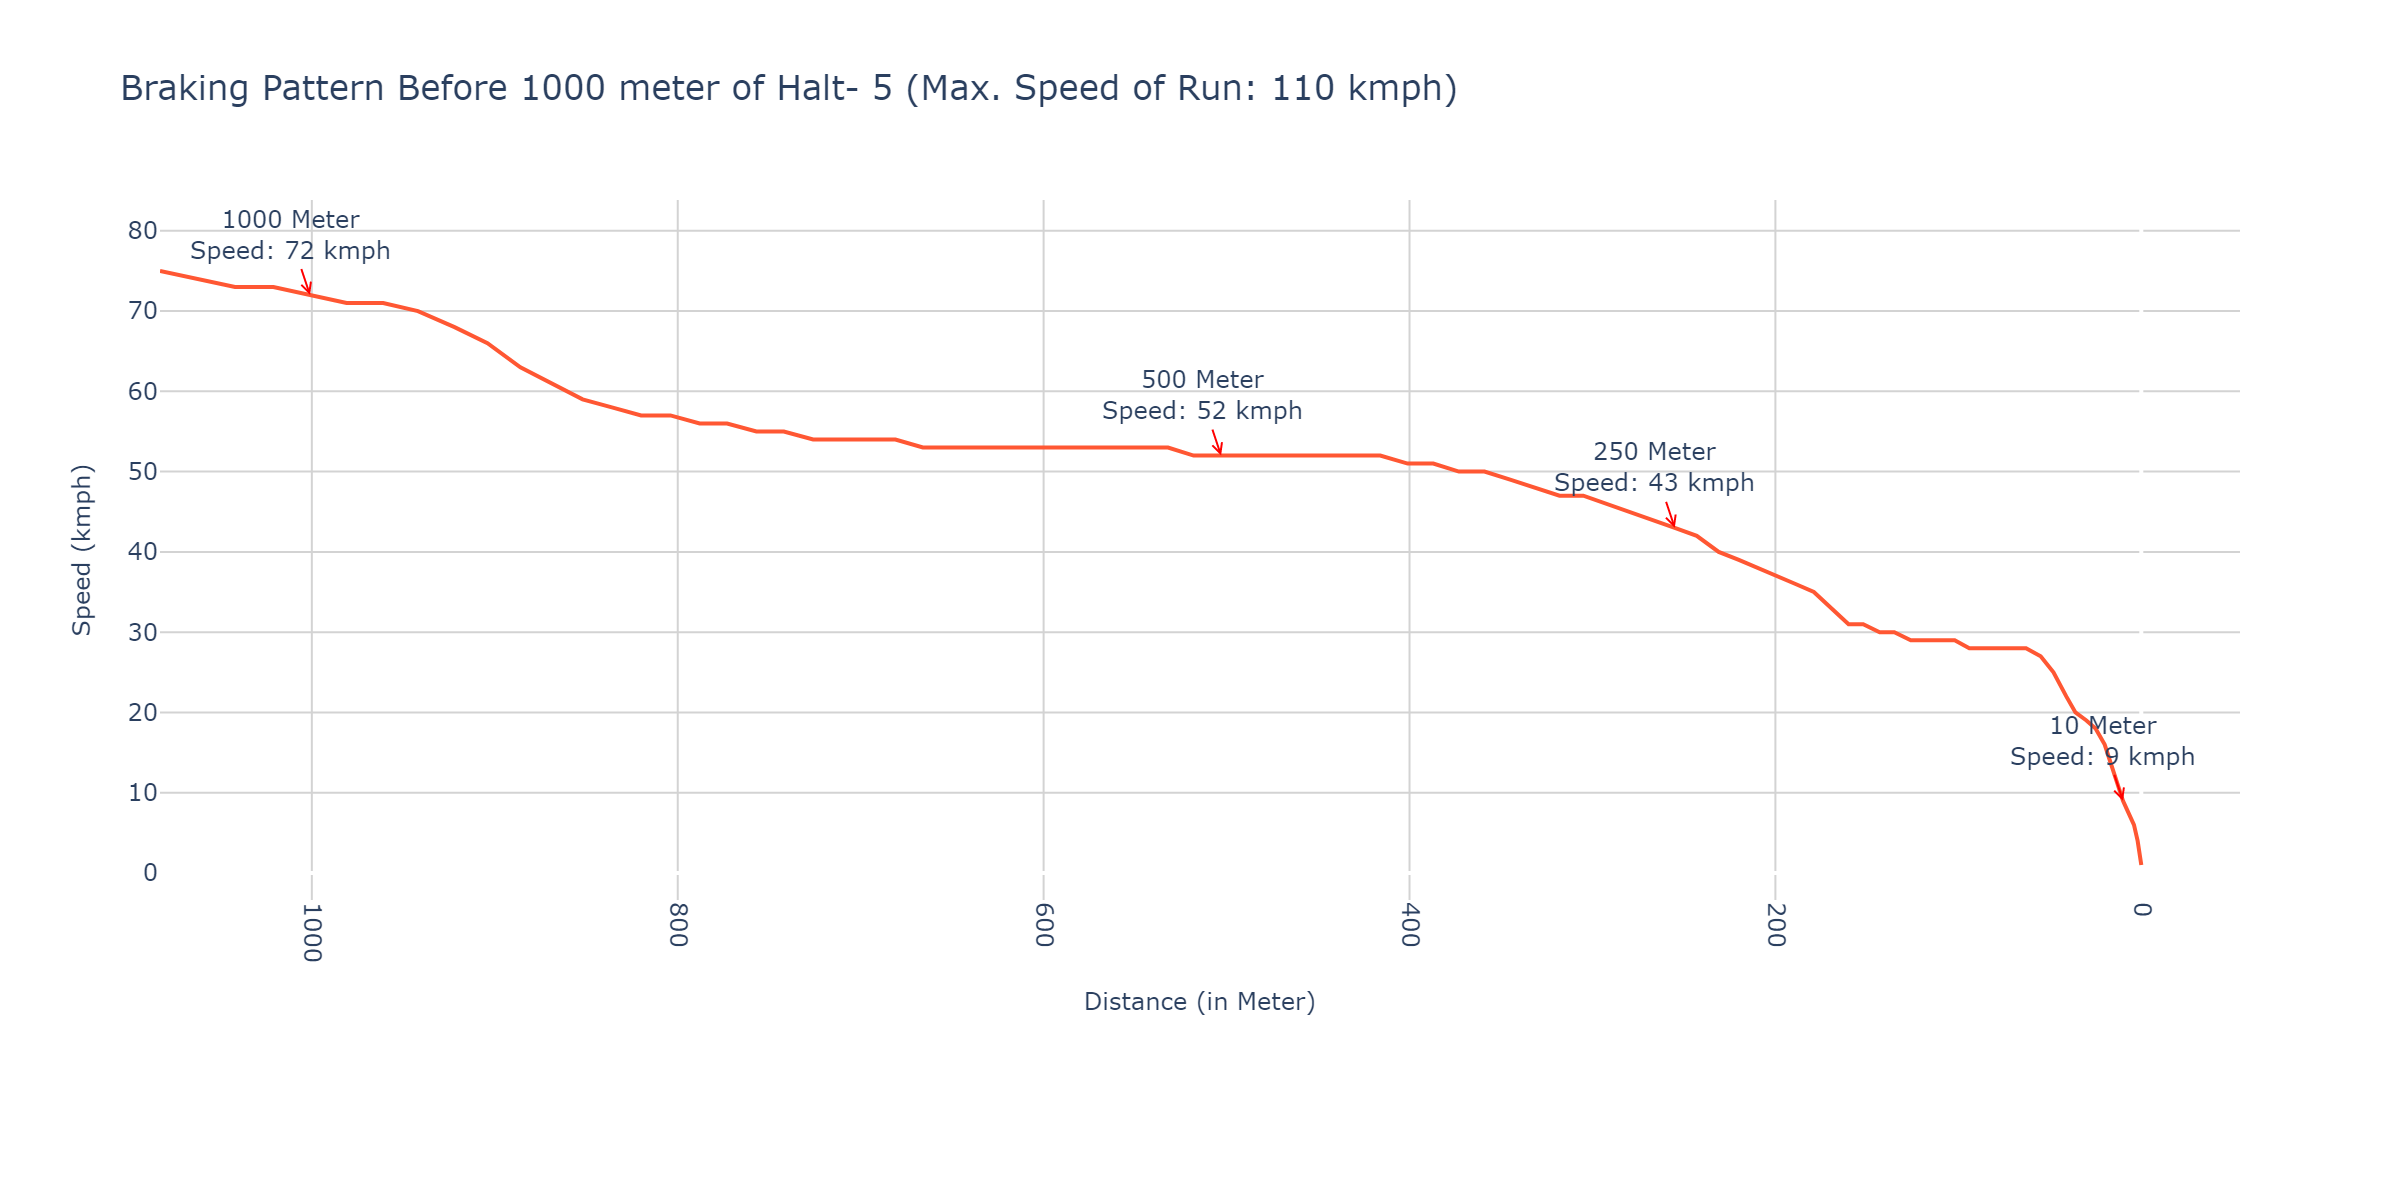 Braking Pattern Before 1000 meter of Halt- 5 (Max. Speed of Run: 110 kmph)
1000 Meter
Speed: 72 kmph
500 Meter
Speed: 52 kmph
250 Meter
Speed: 43 kmph
10 Meter
Speed: 9 kmph
80
70
60
50
40
30
20
10
0
Speed (kmph)
1000
800
600
400
200
0
Distance (in Meter)